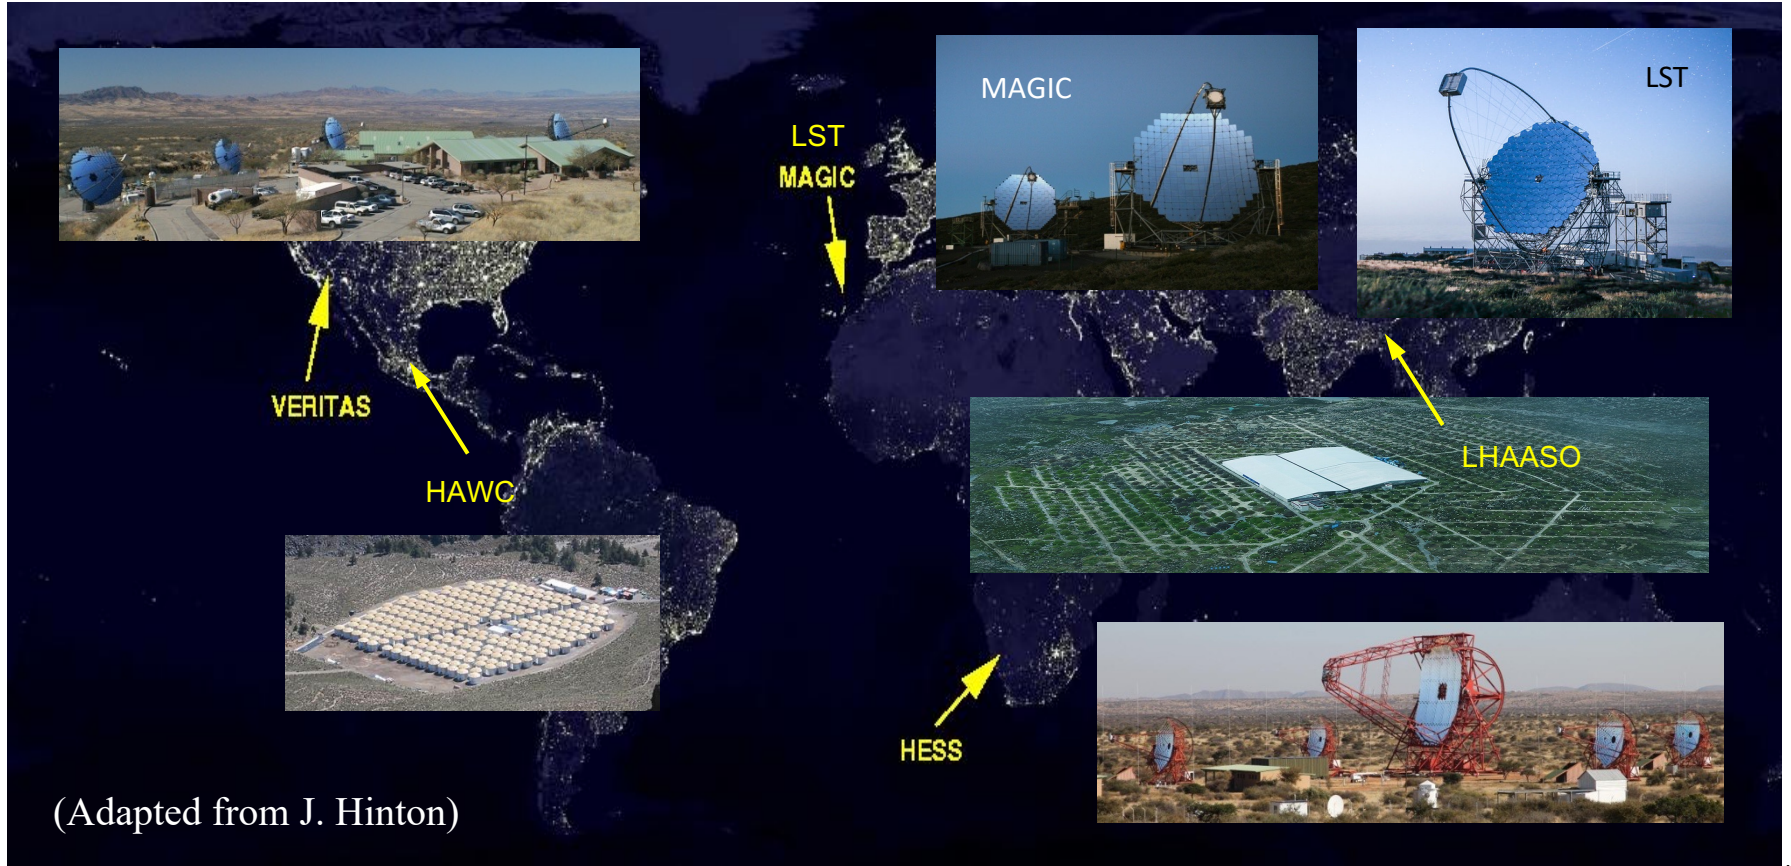 MAGIC
LST
LST
MAGIC
VERITAS
HAWC
LHAASO
HESS
(Adapted from J. Hinton)